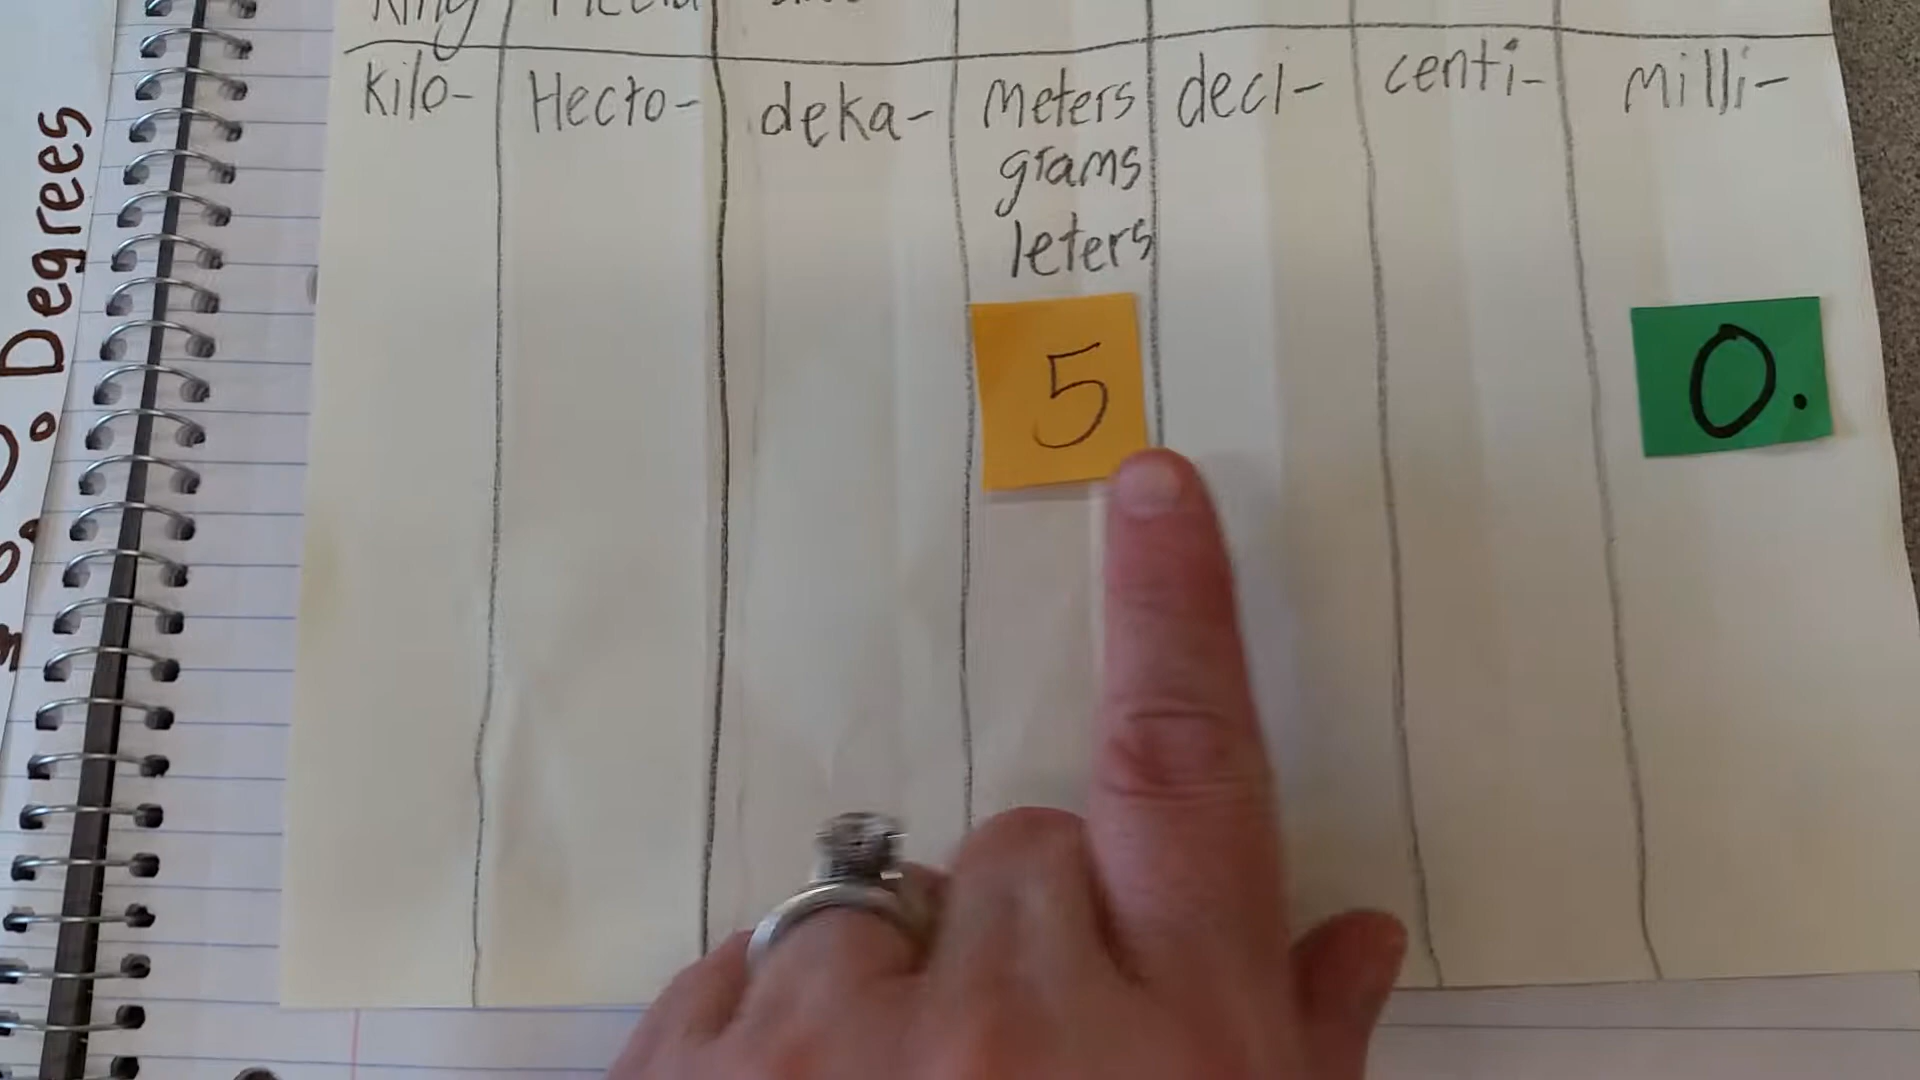 kilo-
Hecto-
deka-
Meters
grams
leters
deci-
centi-
milli-
5
0.
Degrees